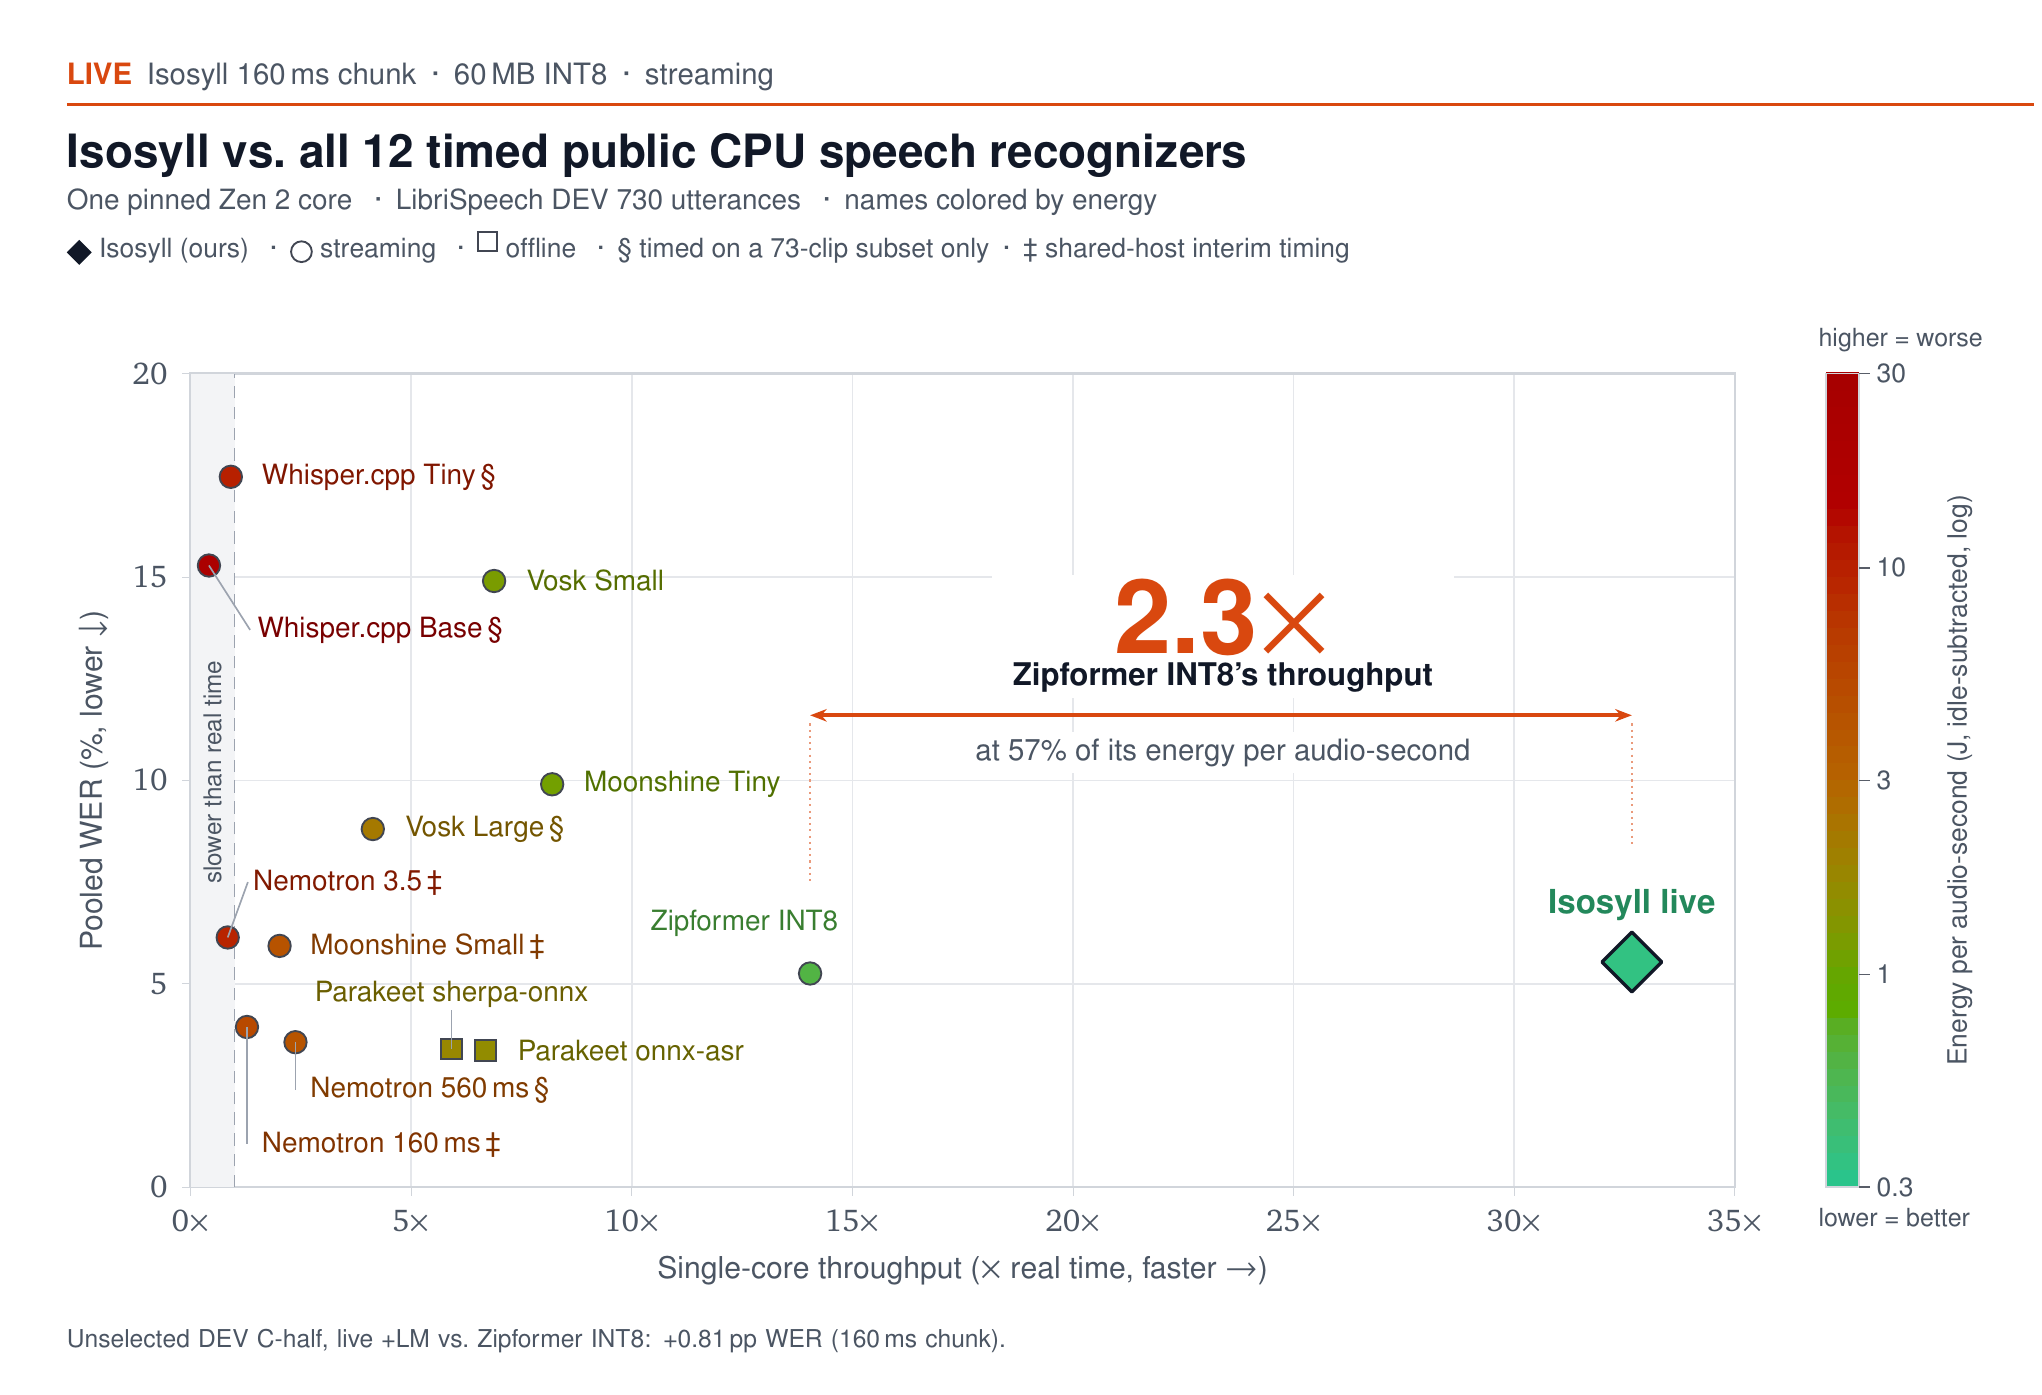 LIVE Isosyll 160 ms chunk · 60 MB INT8 · streaming
Isosyll vs. all 12 timed public CPU speech recognizers
One pinned Zen 2 core · LibriSpeech DEV 730 utterances · names colored by energy
◆ Isosyll (ours) · ○ streaming · □ offline · § timed on a 73-clip subset only · ‡ shared-host interim timing
higher = worse
30
10
3
1
0.3
lower = better
Energy per audio-second (J, idle-subtracted, log)
Pooled WER (%, lower ↓)
20
15
10
5
0
slower than real time
Whisper.cpp Tiny §
Whisper.cpp Base §
Vosk Small
2.3×
Zipformer INT8’s throughput
at 57% of its energy per audio-second
Moonshine Tiny
Vosk Large §
Nemotron 3.5 ‡
Isosyll live
Zipformer INT8
Moonshine Small ‡
Parakeet sherpa-onnx
Parakeet onnx-asr
Nemotron 560 ms §
Nemotron 160 ms ‡
0× 5× 10× 15× 20× 25× 30× 35×
Single-core throughput (× real time, faster →)
Unselected DEV C-half, live +LM vs. Zipformer INT8: +0.81 pp WER (160 ms chunk).